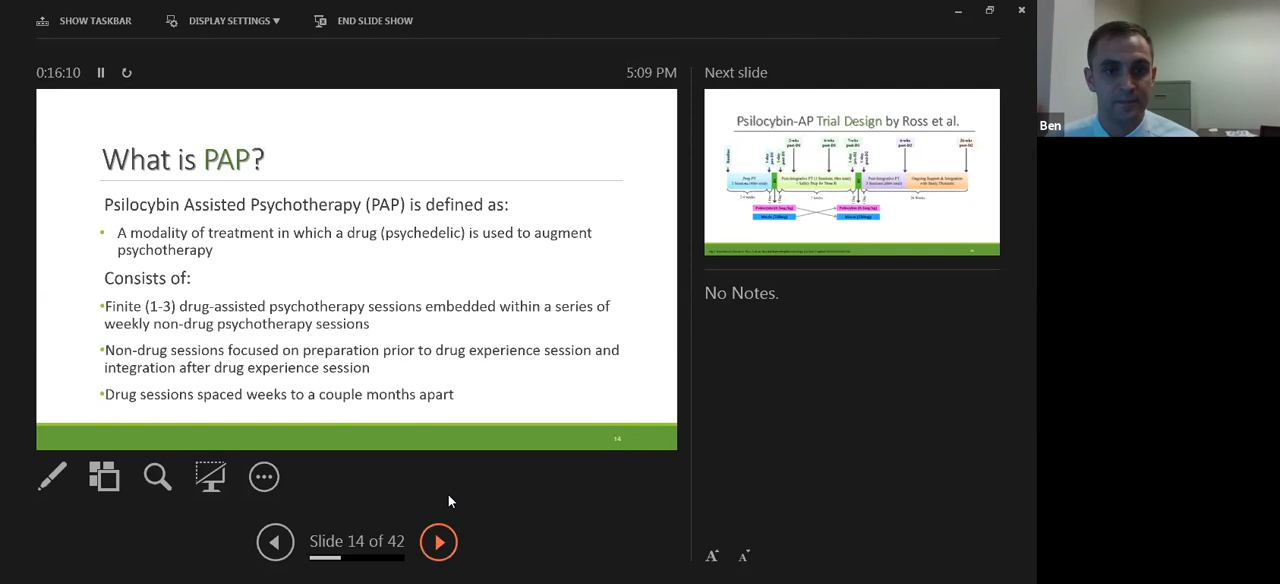 SHOW TASKBAR
DISPLAY SETTINGS ▼
END SLIDE SHOW
0:16:10
5:09 PM
Next slide
What is PAP?
Psilocybin Assisted Psychotherapy (PAP) is defined as:
• A modality of treatment in which a drug (psychedelic) is used to augment
psychotherapy
Consists of:
•Finite (1-3) drug-assisted psychotherapy sessions embedded within a series of
weekly non-drug psychotherapy sessions
•Non-drug sessions focused on preparation prior to drug experience session and
integration after drug experience session
•Drug sessions spaced weeks to a couple months apart
14
Psilocybin-AP Trial Design by Ross et al.
No Notes.
Slide 14 of 42
A
A
Ben